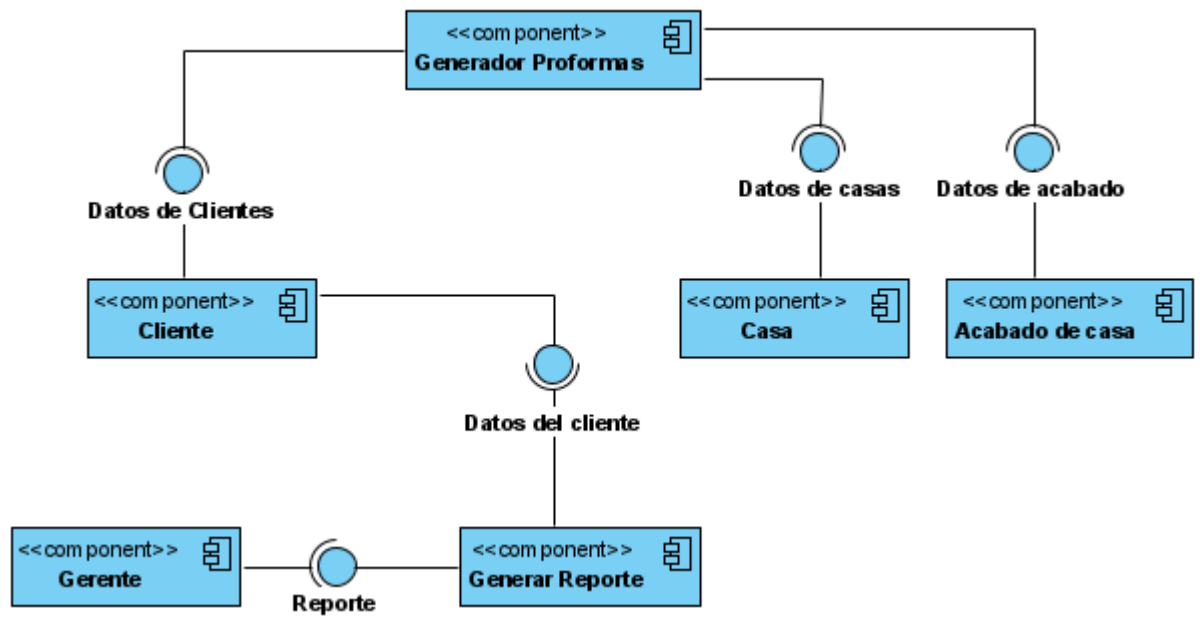 <<component>>
Generador Proformas
Datos de Clientes
Datos de casas
Datos de acabado
<<component>>
Cliente
<<component>>
Casa
<<component>>
Acabado de casa
Datos del cliente
<<component>>
Gerente
Reporte
<<component>>
Generar Reporte